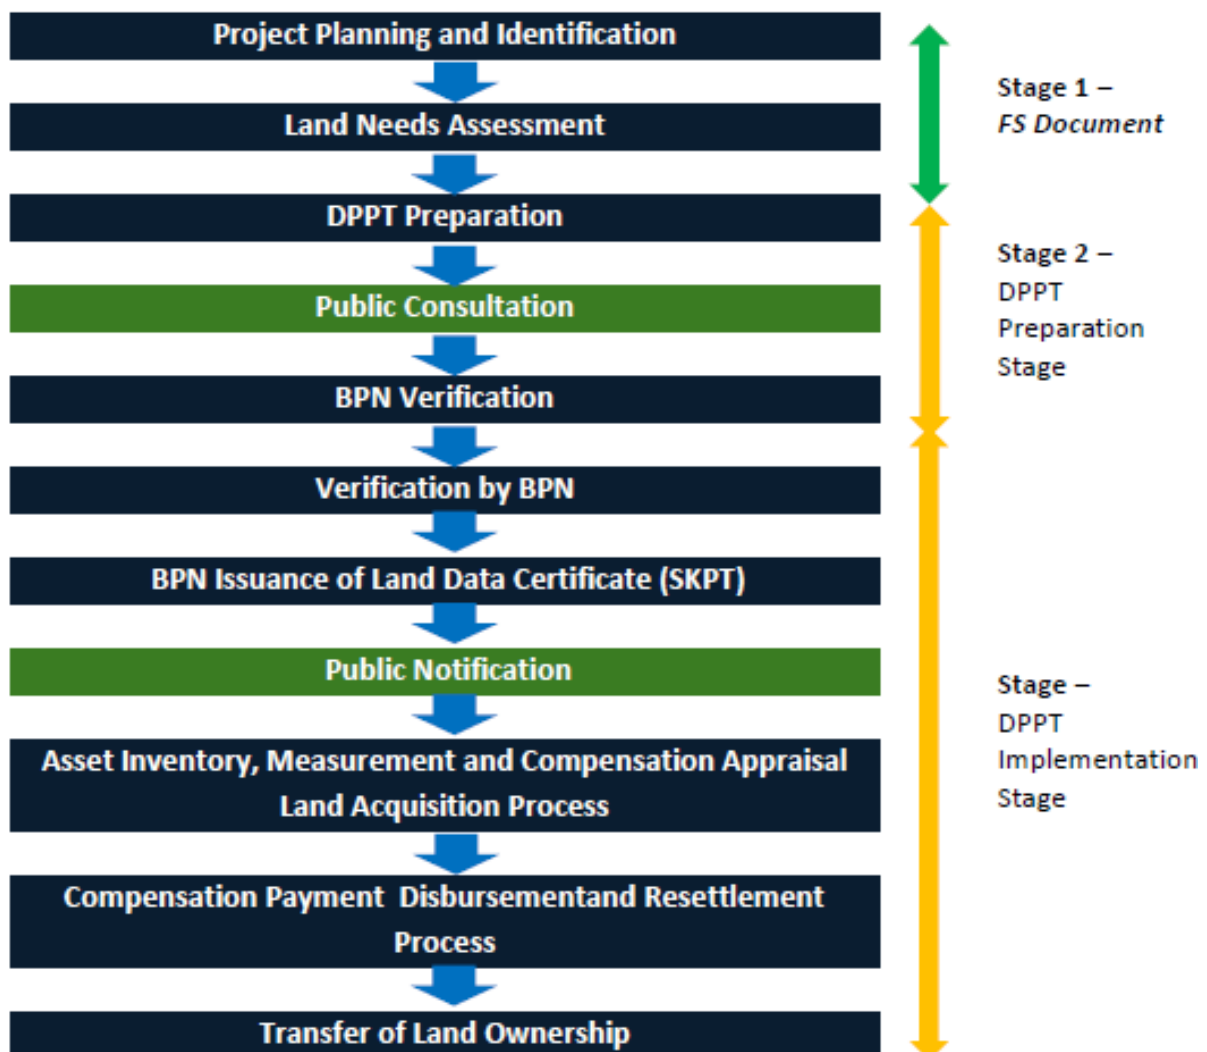 Project Planning and Identification
Land Needs Assessment
DPPT Preparation
Public Consultation
BPN Verification
Verification by BPN
BPN Issuance of Land Data Certificate (SKPT)
Public Notification
Asset Inventory, Measurement and Compensation Appraisal
Land Acquisition Process
Compensation Payment  Disbursementand Resettlement
Process
Transfer of Land Ownership
Stage 1 –
FS Document
Stage 2 –
DPPT
Preparation
Stage
Stage –
DPPT
Implementation
Stage